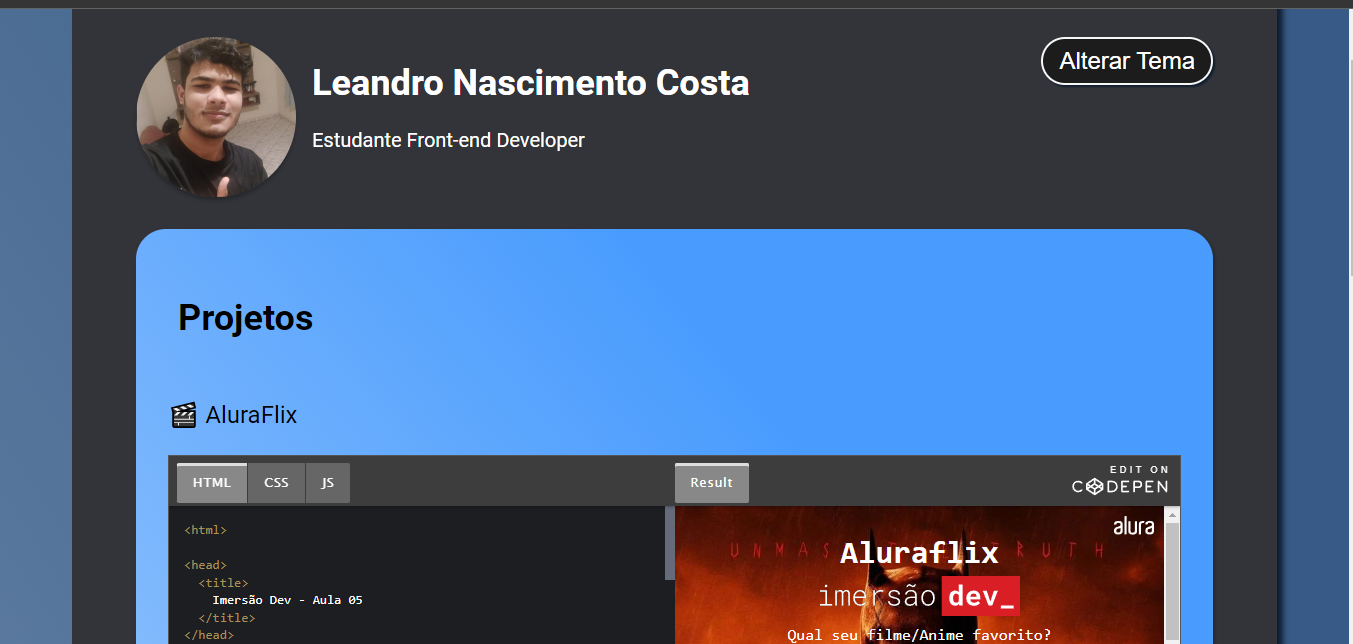 Leandro Nascimento Costa
Alterar Tema
Estudante Front-end Developer
Projetos
🎬 AluraFlix
HTML CSS JS
Result
EDIT ON
CODEPEN
<html>
<head>
<title>
Imersão Dev - Aula 05
</title>
</head>
alura
UNMAS TRUTH
Aluraflix
imersão dev_
Qual seu filme/Anime favorito?